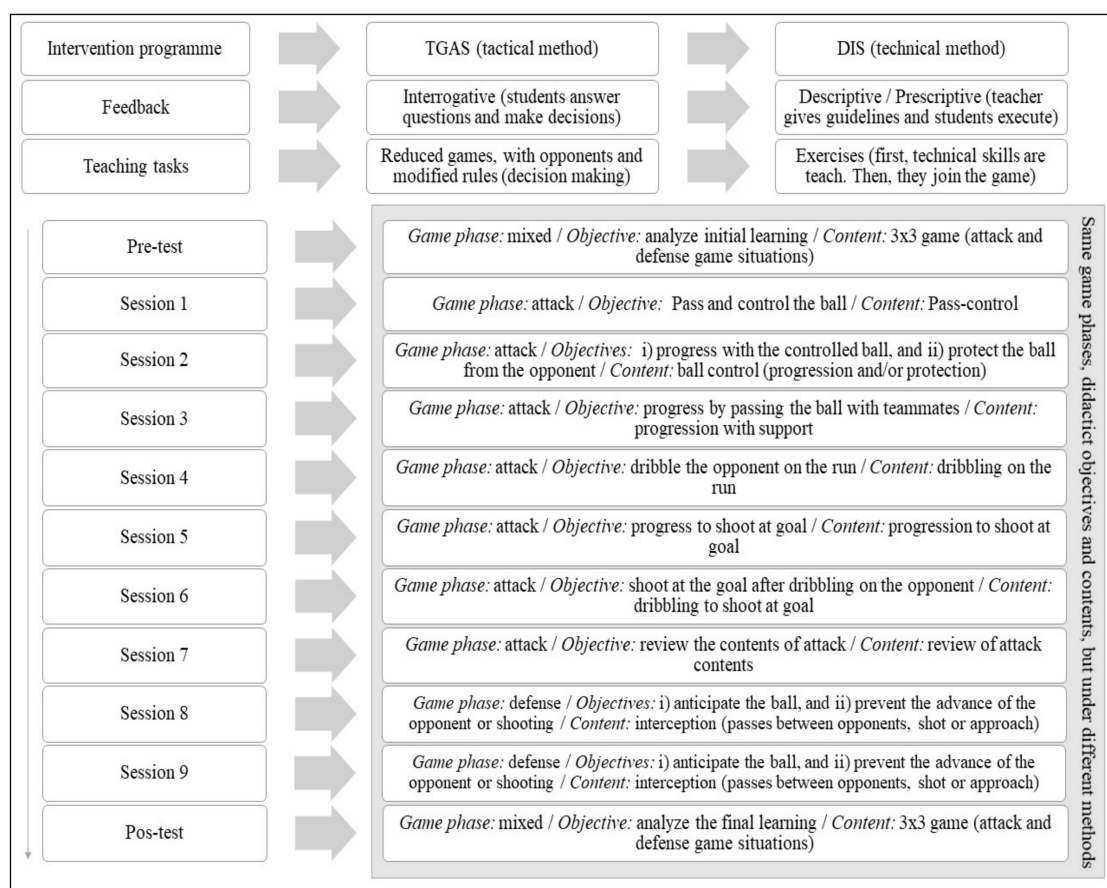 Intervention programme
TGAS (tactical method)
DIS (technical method)
Feedback
Interrogative (students answer
questions and make decisions)
Descriptive / Prescriptive (teacher
gives guidelines and students execute)
Teaching tasks
Reduced games, with opponents and
modified rules (decision making)
Exercises (first, technical skills are
teach. Then, they join the game)
Pre-test
Game phase: mixed / Objective: analyze initial learning / Content: 3x3 game (attack and
defense game situations)
Session 1
Game phase: attack / Objective: Pass and control the ball / Content: Pass-control
Session 2
Game phase: attack / Objectives: i) progress with the controlled ball, and ii) protect the ball
from the opponent / Content: ball control (progression and/or protection)
Session 3
Game phase: attack / Objective: progress by passing the ball with teammates / Content:
progression with support
Session 4
Game phase: attack / Objective: dribble the opponent on the run / Content: dribbling on the
run
Session 5
Game phase: attack / Objective: progress to shoot at goal / Content: progression to shoot at
goal
Session 6
Game phase: attack / Objective: shoot at the goal after dribbling on the opponent / Content:
dribbling to shoot at goal
Session 7
Game phase: attack / Objective: review the contents of attack / Content: review of attack
contents
Session 8
Game phase: defense / Objectives: i) anticipate the ball, and ii) prevent the advance of the
opponent or shooting / Content: interception (passes between opponents, shot or approach)
Session 9
Game phase: defense / Objectives: i) anticipate the ball, and ii) prevent the advance of the
opponent or shooting / Content: interception (passes between opponents, shot or approach)
Pos-test
Game phase: mixed / Objective: analyze the final learning / Content: 3x3 game (attack and
defense game situations)
Same game phases, didactict objectives and contents, but under different methods